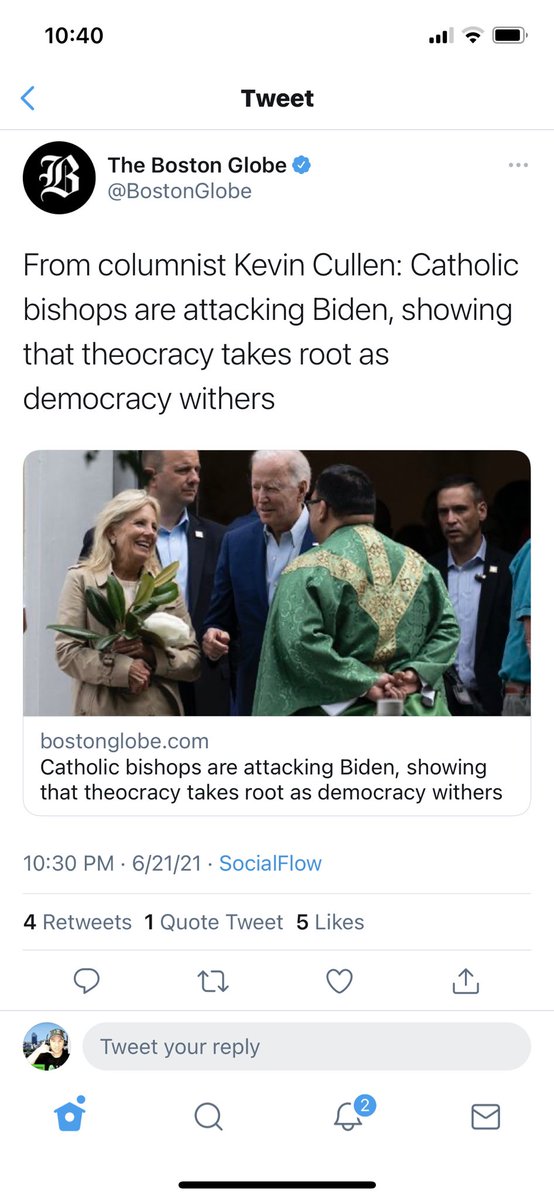 10:40
Tweet
The Boston Globe
@BostonGlobe
From columnist Kevin Cullen: Catholic
bishops are attacking Biden, showing
that theocracy takes root as
democracy withers
bostonglobe.com
Catholic bishops are attacking Biden, showing
that theocracy takes root as democracy withers
10:30 PM · 6/21/21 · SocialFlow
4 Retweets 1 Quote Tweet 5 Likes
Tweet your reply
2